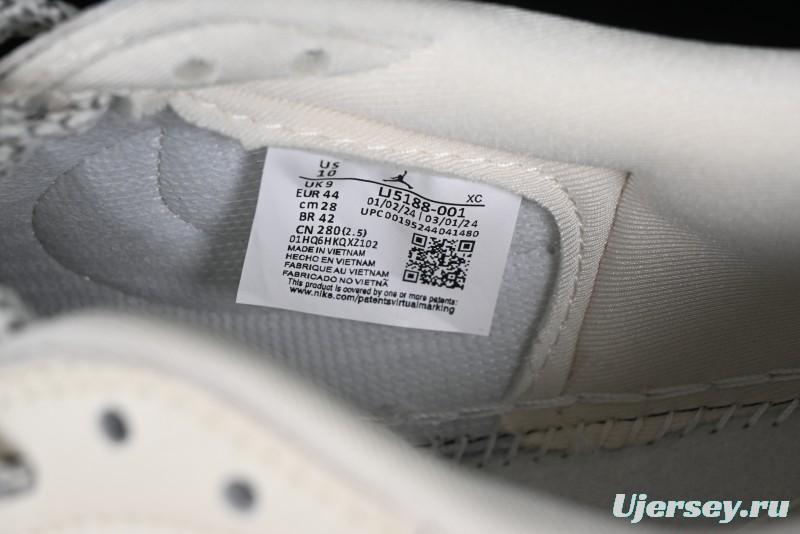 US
10
UK 9
EUR 44
cm 28
BR 42
CN 280(2.5)
01HQ6HKQXZ102
MADE IN VIETNAM
HECHO EN VIETNAM
FABRIQUE AU VIETNAM
FABRICADO NO VIETNÃ
This product is covered by one or more patents:
www.nike.com/patentsvirtualmarking
XC
LJ5188-001
01/02/24 | 03/01/24
UPC 00195244041480
Ujersey.ru